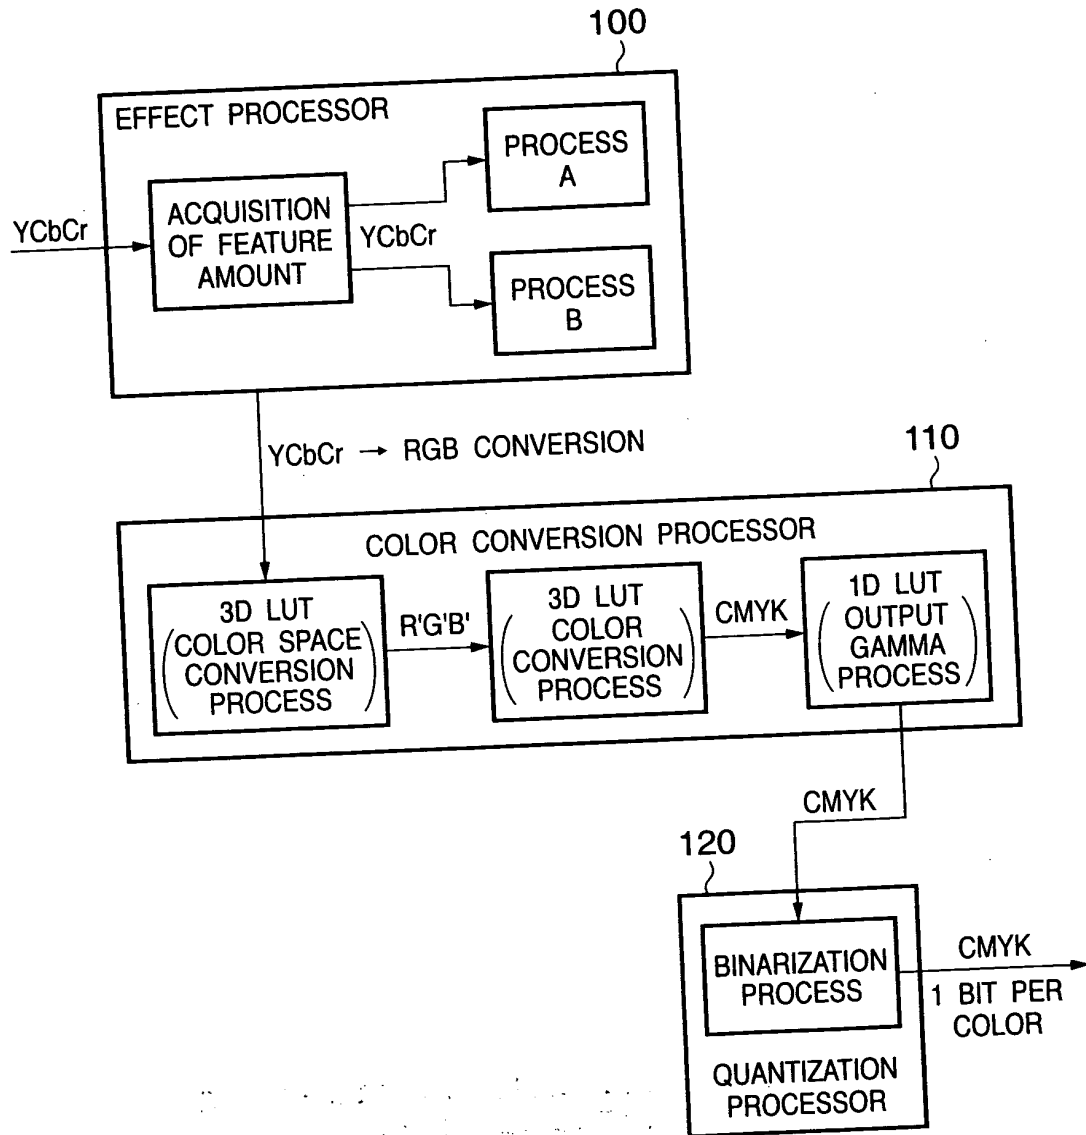 100
EFFECT PROCESSOR
PROCESS
A
YCbCr
ACQUISITION
OF FEATURE
AMOUNT
YCbCr
PROCESS
B
YCbCr → RGB CONVERSION
110
COLOR CONVERSION PROCESSOR
3D LUT
(COLOR SPACE
CONVERSION
PROCESS)
R'G'B'
3D LUT
(COLOR
CONVERSION
PROCESS)
CMYK
1D LUT
(OUTPUT
GAMMA
PROCESS)
CMYK
120
BINARIZATION
PROCESS
CMYK
1 BIT PER
COLOR
QUANTIZATION
PROCESSOR